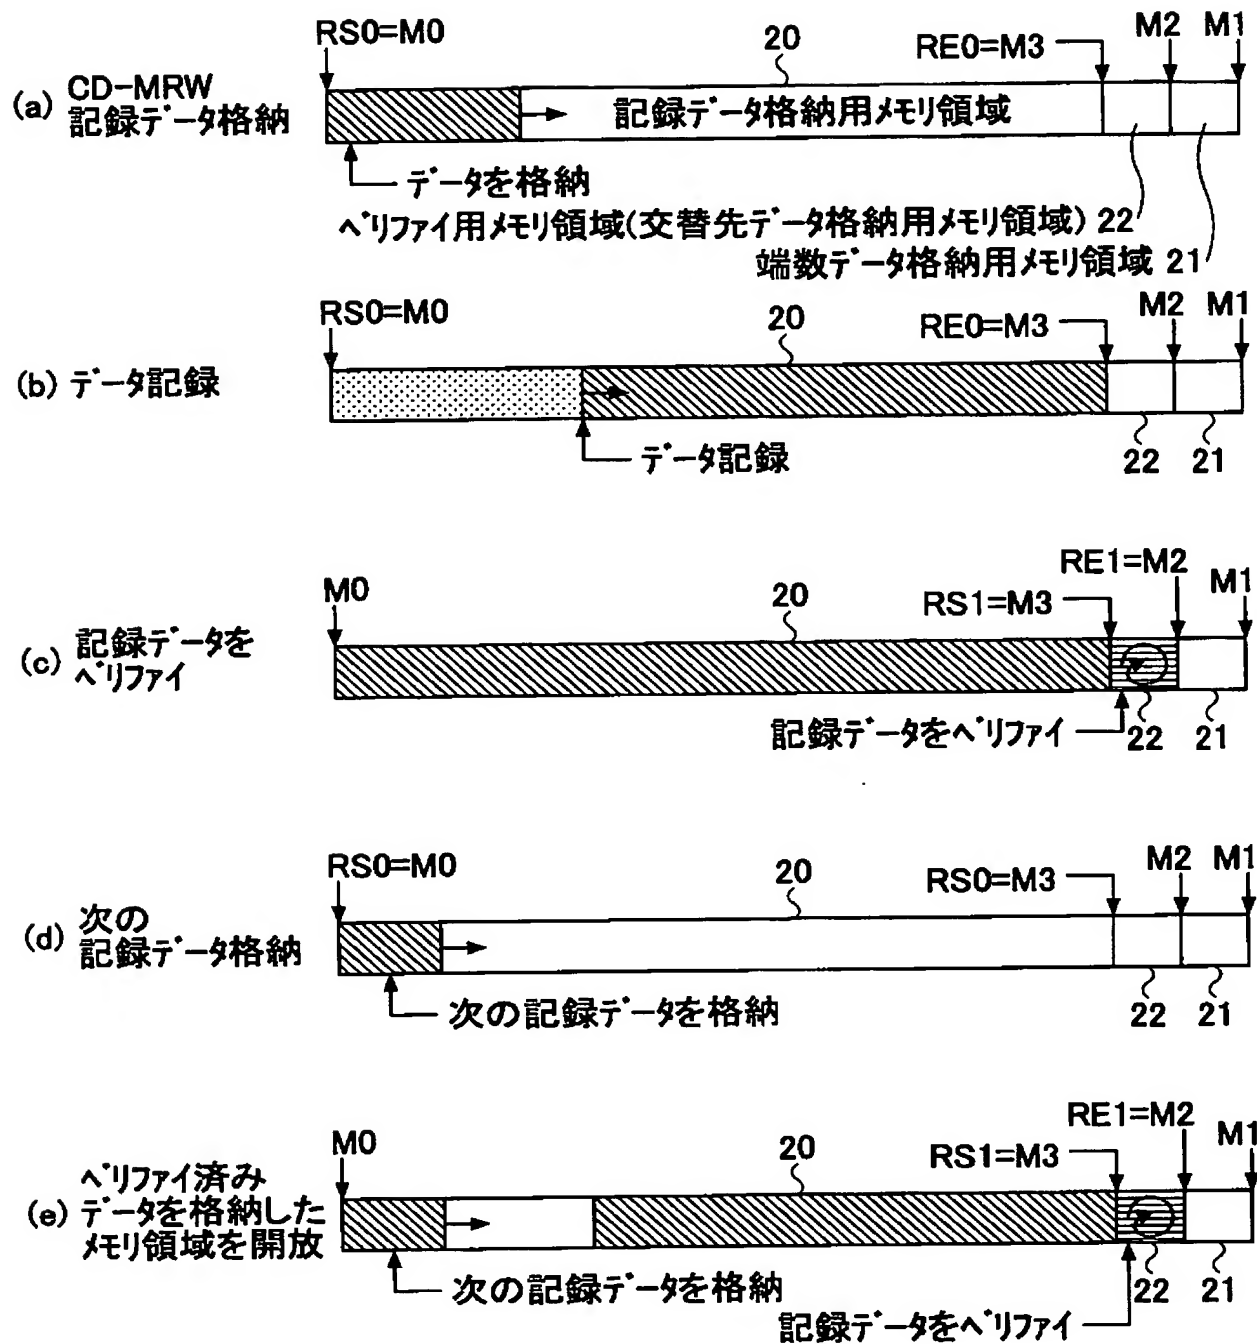 RS0=M0
20
RE0=M3
M2
M1
(a) CD-MRW
記録データ格納
記録データ格納用メモリ領域
データを格納
ベリファイ用メモリ領域(交替先データ格納用メモリ領域) 22
端数データ格納用メモリ領域 21
RS0=M0
20
RE0=M3
M2
M1
(b) データ記録
データ記録
22
21
M0
20
RS1=M3
RE1=M2
M1
(c) 記録データを
ベリファイ
記録データをベリファイ
22
21
RS0=M0
20
RS0=M3
M2
M1
(d) 次の
記録データ格納
次の記録データを格納
22
21
M0
20
RS1=M3
RE1=M2
M1
ベリファイ済み
(e) データを格納した
メモリ領域を開放
次の記録データを格納
記録データをベリファイ
22
21